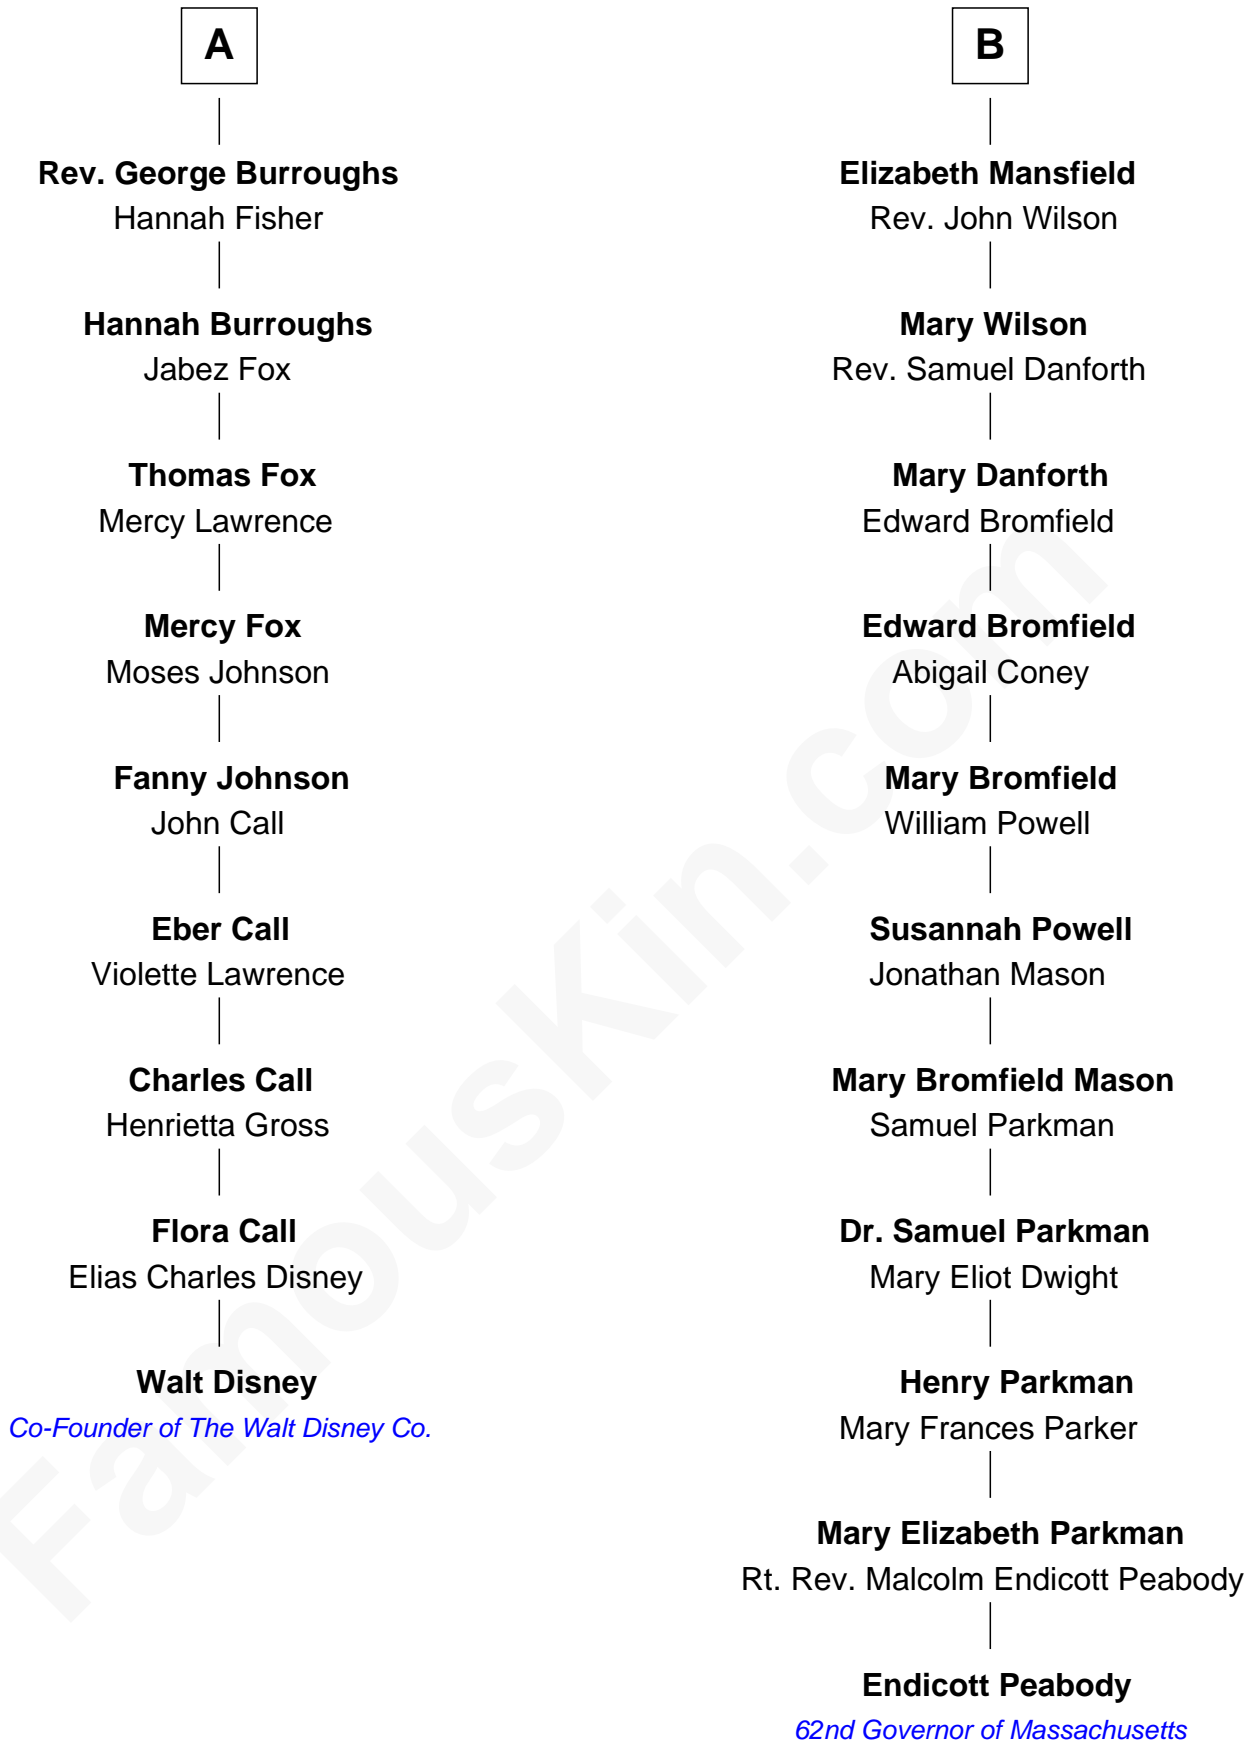 A
Rev. George Burroughs
Hannah Fisher
Hannah Burroughs
Jabez Fox
Thomas Fox
Mercy Lawrence
Mercy Fox
Moses Johnson
Fanny Johnson
John Call
Eber Call
Violette Lawrence
Charles Call
Henrietta Gross
Flora Call
Elias Charles Disney
Walt Disney
Co-Founder of The Walt Disney Co.
B
Elizabeth Mansfield
Rev. John Wilson
Mary Wilson
Rev. Samuel Danforth
Mary Danforth
Edward Bromfield
Edward Bromfield
Abigail Coney
Mary Bromfield
William Powell
Susannah Powell
Jonathan Mason
Mary Bromfield Mason
Samuel Parkman
Dr. Samuel Parkman
Mary Eliot Dwight
Henry Parkman
Mary Frances Parker
Mary Elizabeth Parkman
Rt. Rev. Malcolm Endicott Peabody
Endicott Peabody
62nd Governor of Massachusetts
FamousKin.com